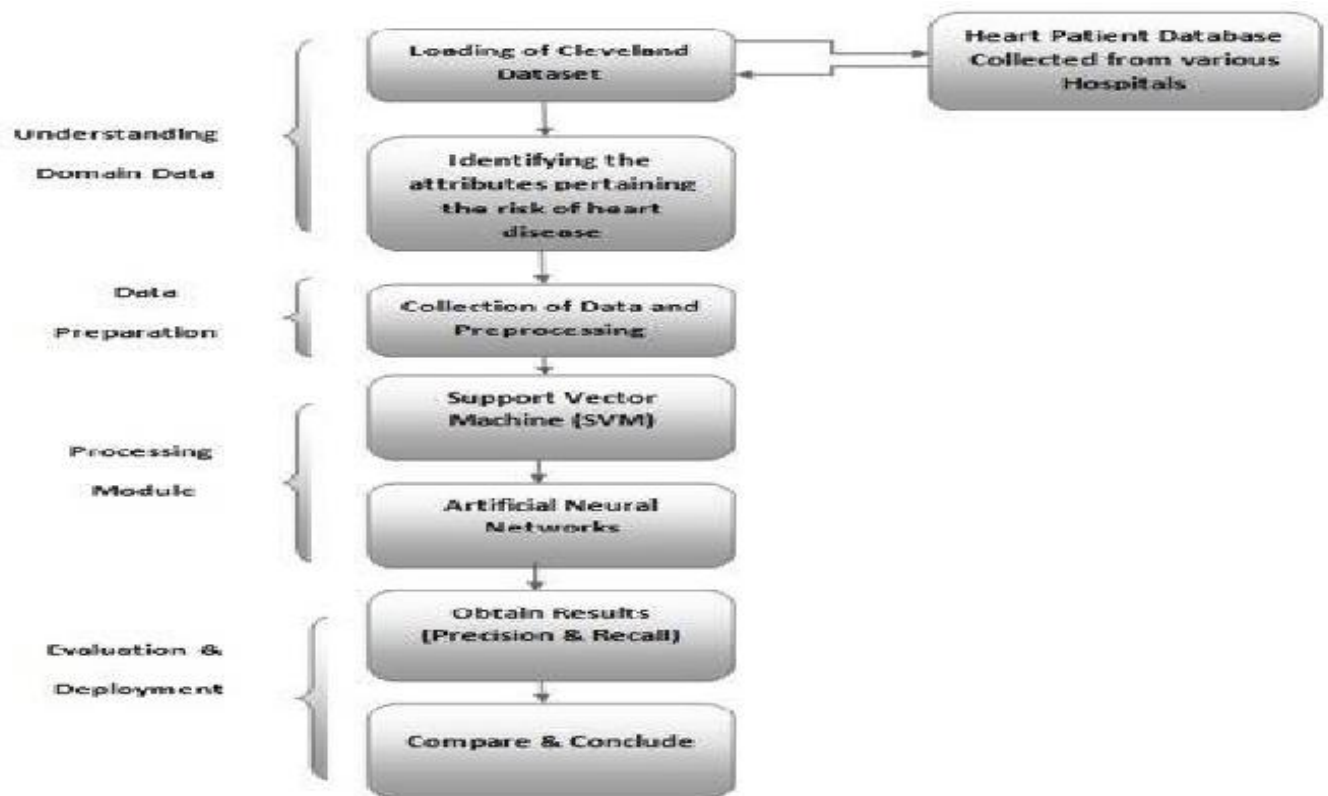 Loading of Cleveland
Dataset
Heart Patient Database
Collected from various
Hospitals
Understanding
Domain Data
Identifying the
attributes pertaining
the risk of heart
disease
Data
Preparation
Collection of Data and
Preprocessing
Support Vector
Machine (SVM)
Processing
Module
Artificial Neural
Networks
Obtain Results
(Precision & Recall)
Evaluation &
Deployment
Compare & Conclude